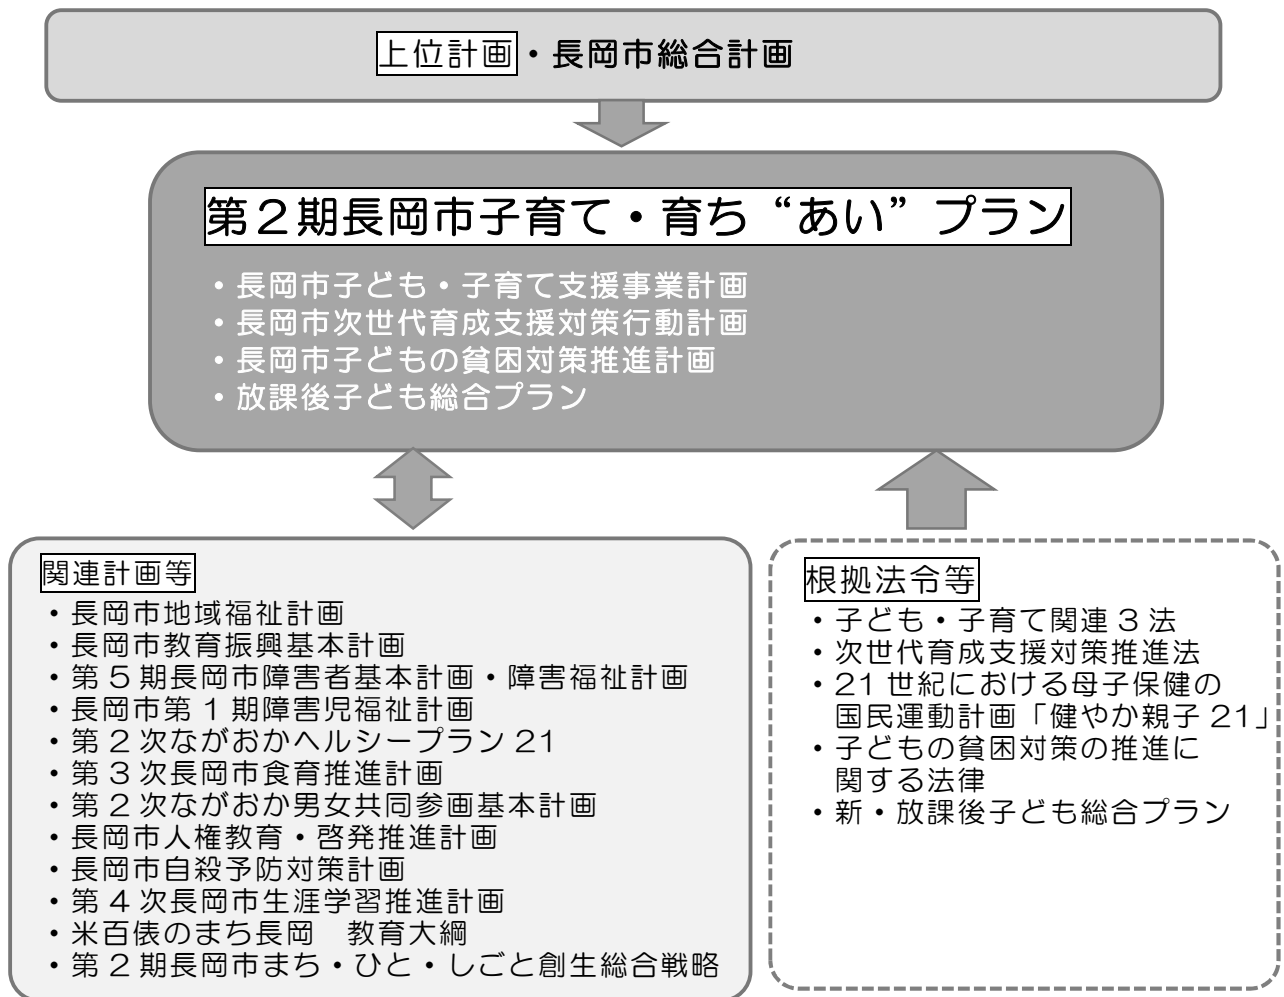 上位計画・長岡市総合計画
第２期長岡市子育て・育ち“あい”プラン
・長岡市子ども・子育て支援事業計画
・長岡市次世代育成支援対策行動計画
・長岡市子どもの貧困対策推進計画
・放課後子ども総合プラン
関連計画等
・長岡市地域福祉計画
・長岡市教育振興基本計画
・第５期長岡市障害者基本計画・障害福祉計画
・長岡市第１期障害児福祉計画
・第２次ながおかヘルシープラン21
・第３次長岡市食育推進計画
・第２次ながおか男女共同参画基本計画
・長岡市人権教育・啓発推進計画
・長岡市自殺予防対策計画
・第４次長岡市生涯学習推進計画
・米百俵のまち長岡　教育大綱
・第２期長岡市まち・ひと・しごと創生総合戦略
根拠法令等
・子ども・子育て関連３法
・次世代育成支援対策推進法
・21世紀における母子保健の
国民運動計画「健やか親子21」
・子どもの貧困対策の推進に
関する法律
・新・放課後子ども総合プラン